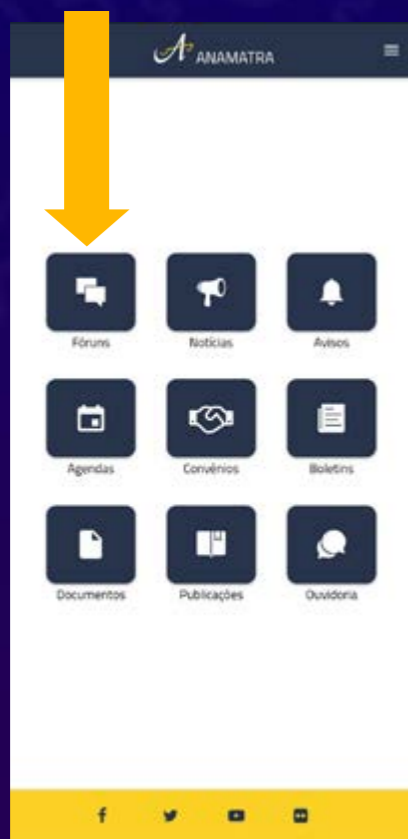 ANAMATRA
Fóruns Notícias Avisos
Agendas Convênios Boletins
Documentos Publicações Ouvidoria